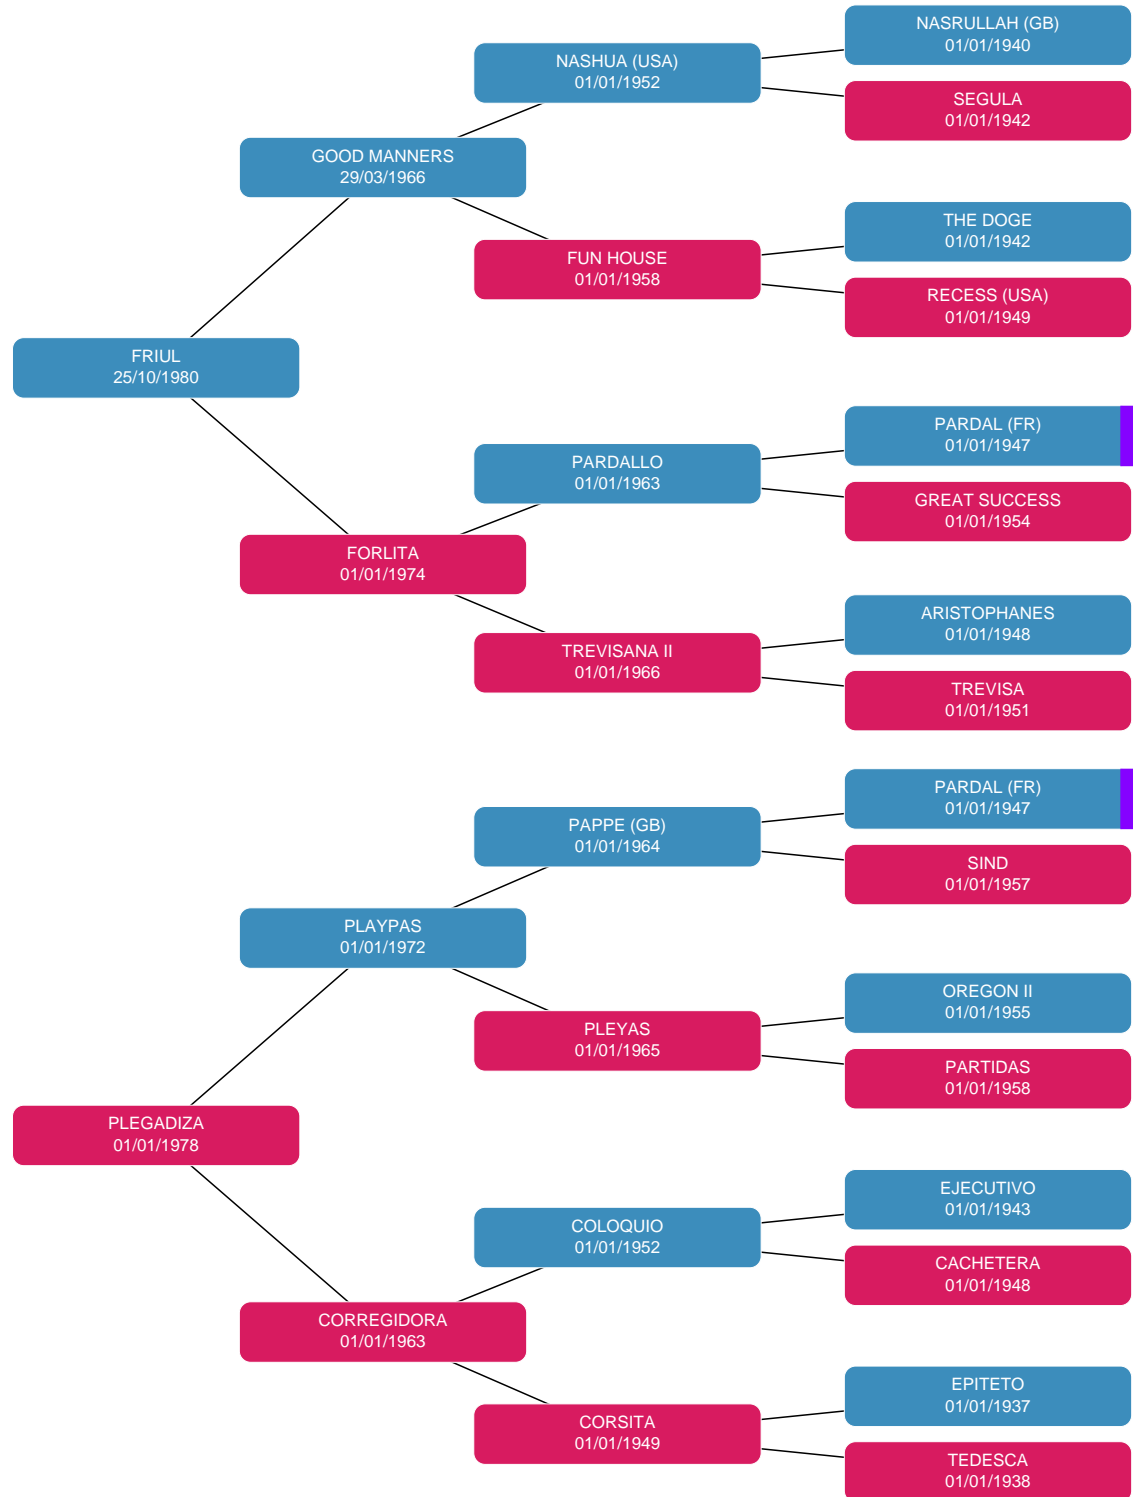 NASRULLAH (GB)
01/01/1940
NASHUA (USA)
01/01/1952
SEGULA
01/01/1942
GOOD MANNERS
29/03/1966
THE DOGE
01/01/1942
FUN HOUSE
01/01/1958
RECESS (USA)
01/01/1949
FRIUL
25/10/1980
PARDAL (FR)
01/01/1947
PARDALLO
01/01/1963
GREAT SUCCESS
01/01/1954
FORLITA
01/01/1974
ARISTOPHANES
01/01/1948
TREVISANA II
01/01/1966
TREVISA
01/01/1951
PARDAL (FR)
01/01/1947
PAPPE (GB)
01/01/1964
SIND
01/01/1957
PLAYPAS
01/01/1972
OREGON II
01/01/1955
PLEYAS
01/01/1965
PARTIDAS
01/01/1958
PLEGADIZA
01/01/1978
EJECUTIVO
01/01/1943
COLOQUIO
01/01/1952
CACHETERA
01/01/1948
CORREGIDORA
01/01/1963
EPITETO
01/01/1937
CORSITA
01/01/1949
TEDESCA
01/01/1938